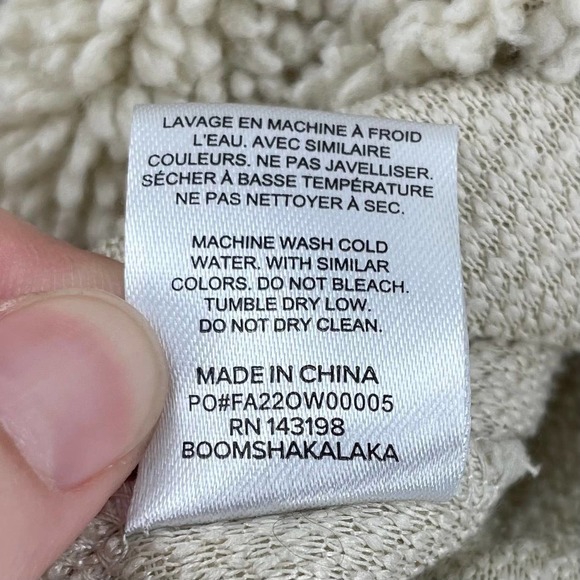 LAVAGE EN MACHINE À FROID
L'EAU. AVEC SIMILAIRE
COULEURS. NE PAS JAVELLISER.
SÉCHER À BASSE TEMPÉRATURE
NE PAS NETTOYER À SEC.
MACHINE WASH COLD
WATER. WITH SIMILAR
COLORS. DO NOT BLEACH.
TUMBLE DRY LOW.
DO NOT DRY CLEAN.
MADE IN CHINA
PO#FA22OW00005
RN 143198
BOOMSHAKALAKA